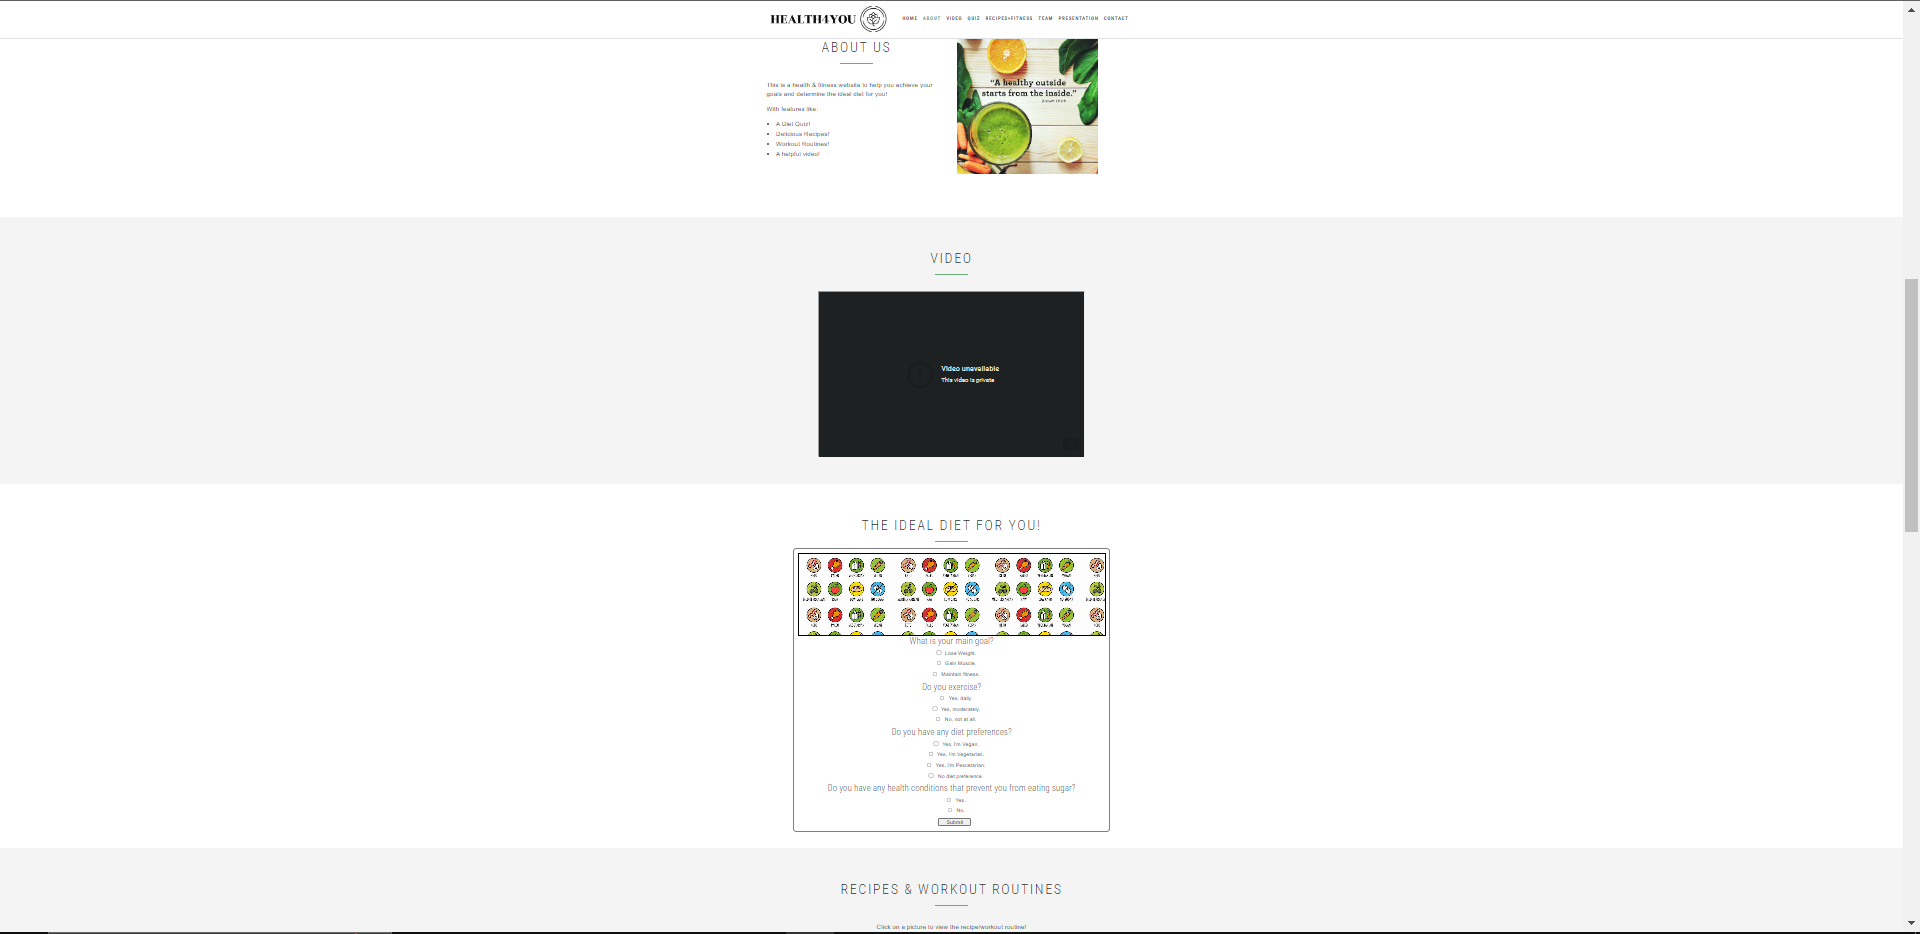 HEALTH4YOU
HOME ABOUT VIDEO QUIZ RECIPES+FITNESS TEAM PRESENTATION CONTACT
ABOUT US
This is a health & fitness website to help you achieve your
goals and determine the ideal diet for you!
With features like:
A Diet Quiz!
Delicious Recipes!
Workout Routines!
A helpful video!
"A healthy outside
starts from the inside."
VIDEO
Video unavailable
This video is private
THE IDEAL DIET FOR YOU!
What is your main goal?
Lose Weight.
Gain Muscle.
Maintain fitness.
Do you exercise?
Yes, daily.
Yes, moderately.
No, not at all.
Do you have any diet preferences?
Yes, I'm Vegan.
Yes, I'm Vegetarian.
Yes, I'm Pescetarian.
No diet preference.
Do you have any health conditions that prevent you from eating sugar?
Yes.
No.
Submit
RECIPES & WORKOUT ROUTINES
Click on a picture to view the recipe/workout routine!